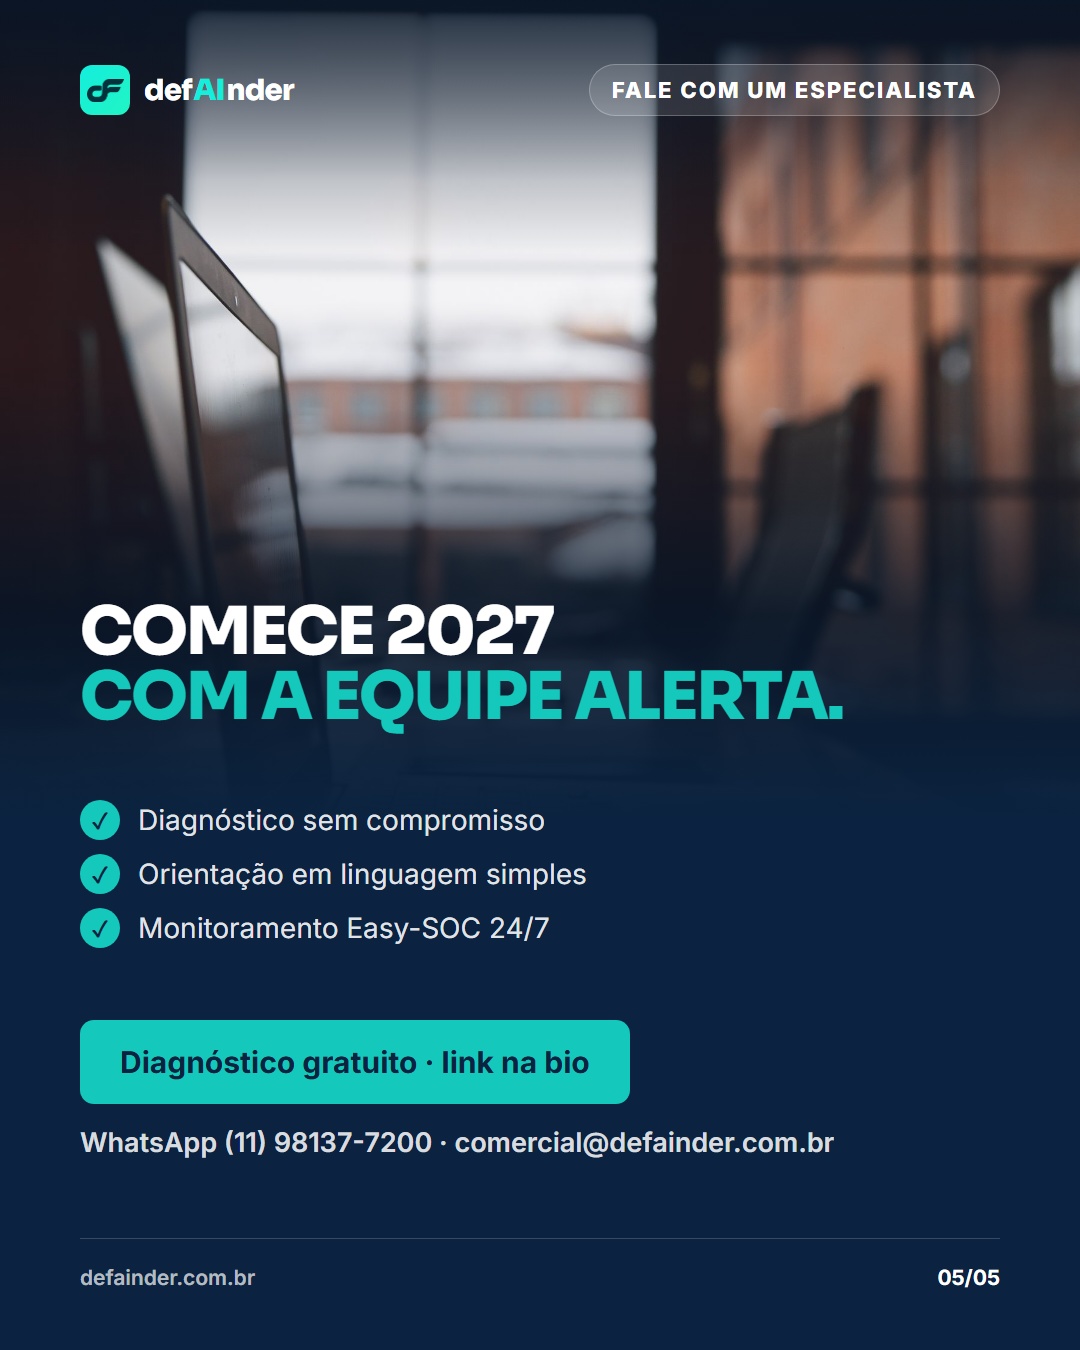 defAInder
FALE COM UM ESPECIALISTA
COMECE 2027
COM A EQUIPE ALERTA.
✓ Diagnóstico sem compromisso
✓ Orientação em linguagem simples
✓ Monitoramento Easy-SOC 24/7
Diagnóstico gratuito · link na bio
WhatsApp (11) 98137-7200 · comercial@defainder.com.br
defainder.com.br
05/05